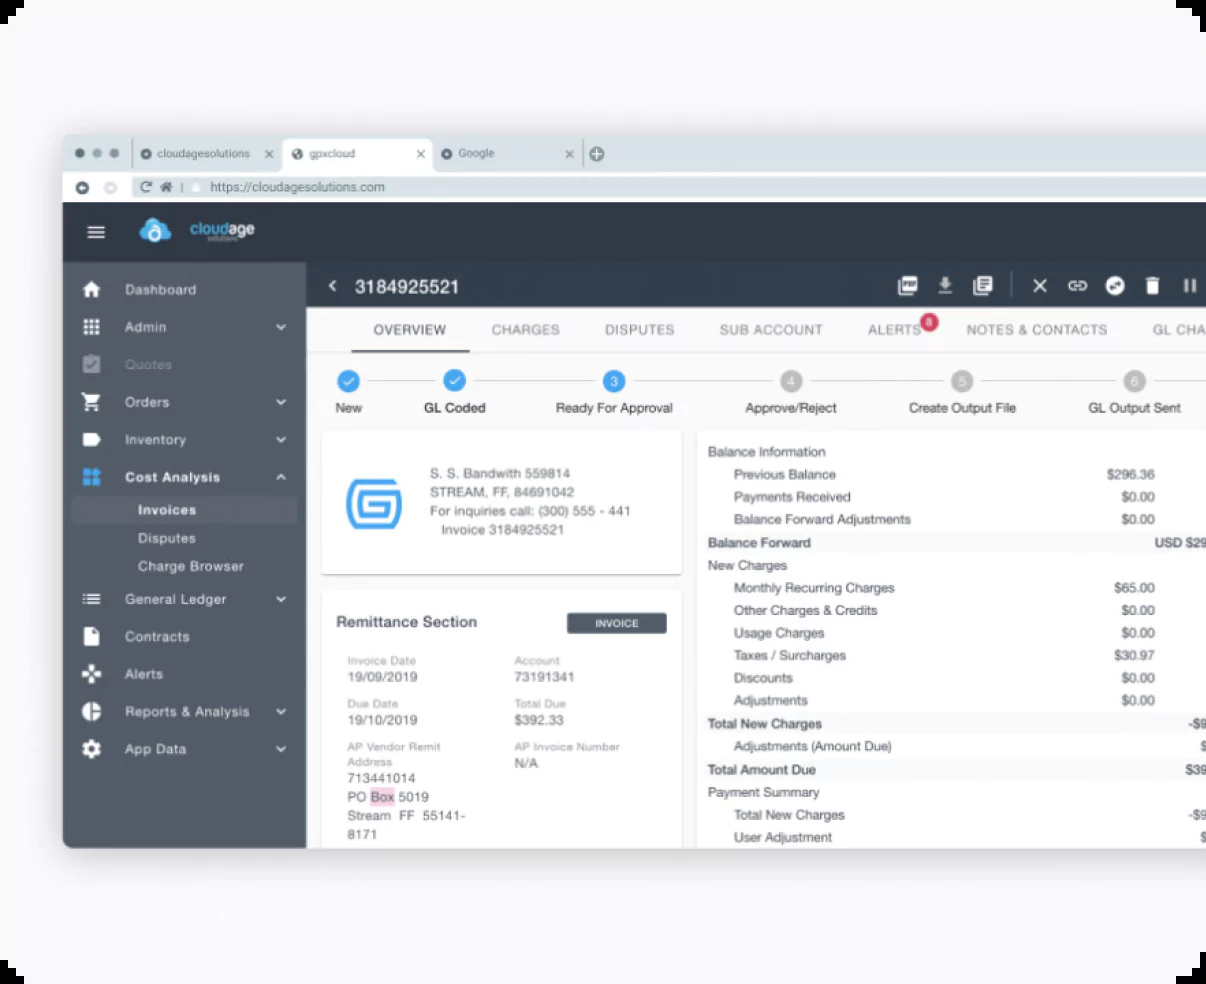 cloudagesolutions
gpxcloud
Google
https://cloudagesolutions.com
cloudage
solutions
Dashboard
Admin
Quotes
Orders
Inventory
Cost Analysis
Invoices
Disputes
Charge Browser
General Ledger
Contracts
Alerts
Reports & Analysis
App Data
3184925521
PDF
OVERVIEW CHARGES DISPUTES SUB ACCOUNT ALERTS 8 NOTES & CONTACTS GL CHA
New
GL Coded
3 Ready For Approval
4 Approve/Reject
5 Create Output File
6 GL Output Sent
S. S. Bandwith 559814
STREAM, FF, 84691042
For inquiries call: (300) 555 - 441
Invoice 3184925521
Remittance Section
INVOICE
Invoice Date
19/09/2019
Account
73191341
Due Date
19/10/2019
Total Due
$392.33
AP Vendor Remit
Address
713441014
PO Box 5019
Stream FF 55141-
8171
AP Invoice Number
N/A
Balance Information
Previous Balance $296.36
Payments Received $0.00
Balance Forward Adjustments $0.00
Balance Forward USD $29
New Charges
Monthly Recurring Charges $65.00
Other Charges & Credits $0.00
Usage Charges $0.00
Taxes / Surcharges $30.97
Discounts $0.00
Adjustments $0.00
Total New Charges -$9
Adjustments (Amount Due) $
Total Amount Due $39
Payment Summary
Total New Charges -$9
User Adjustment $